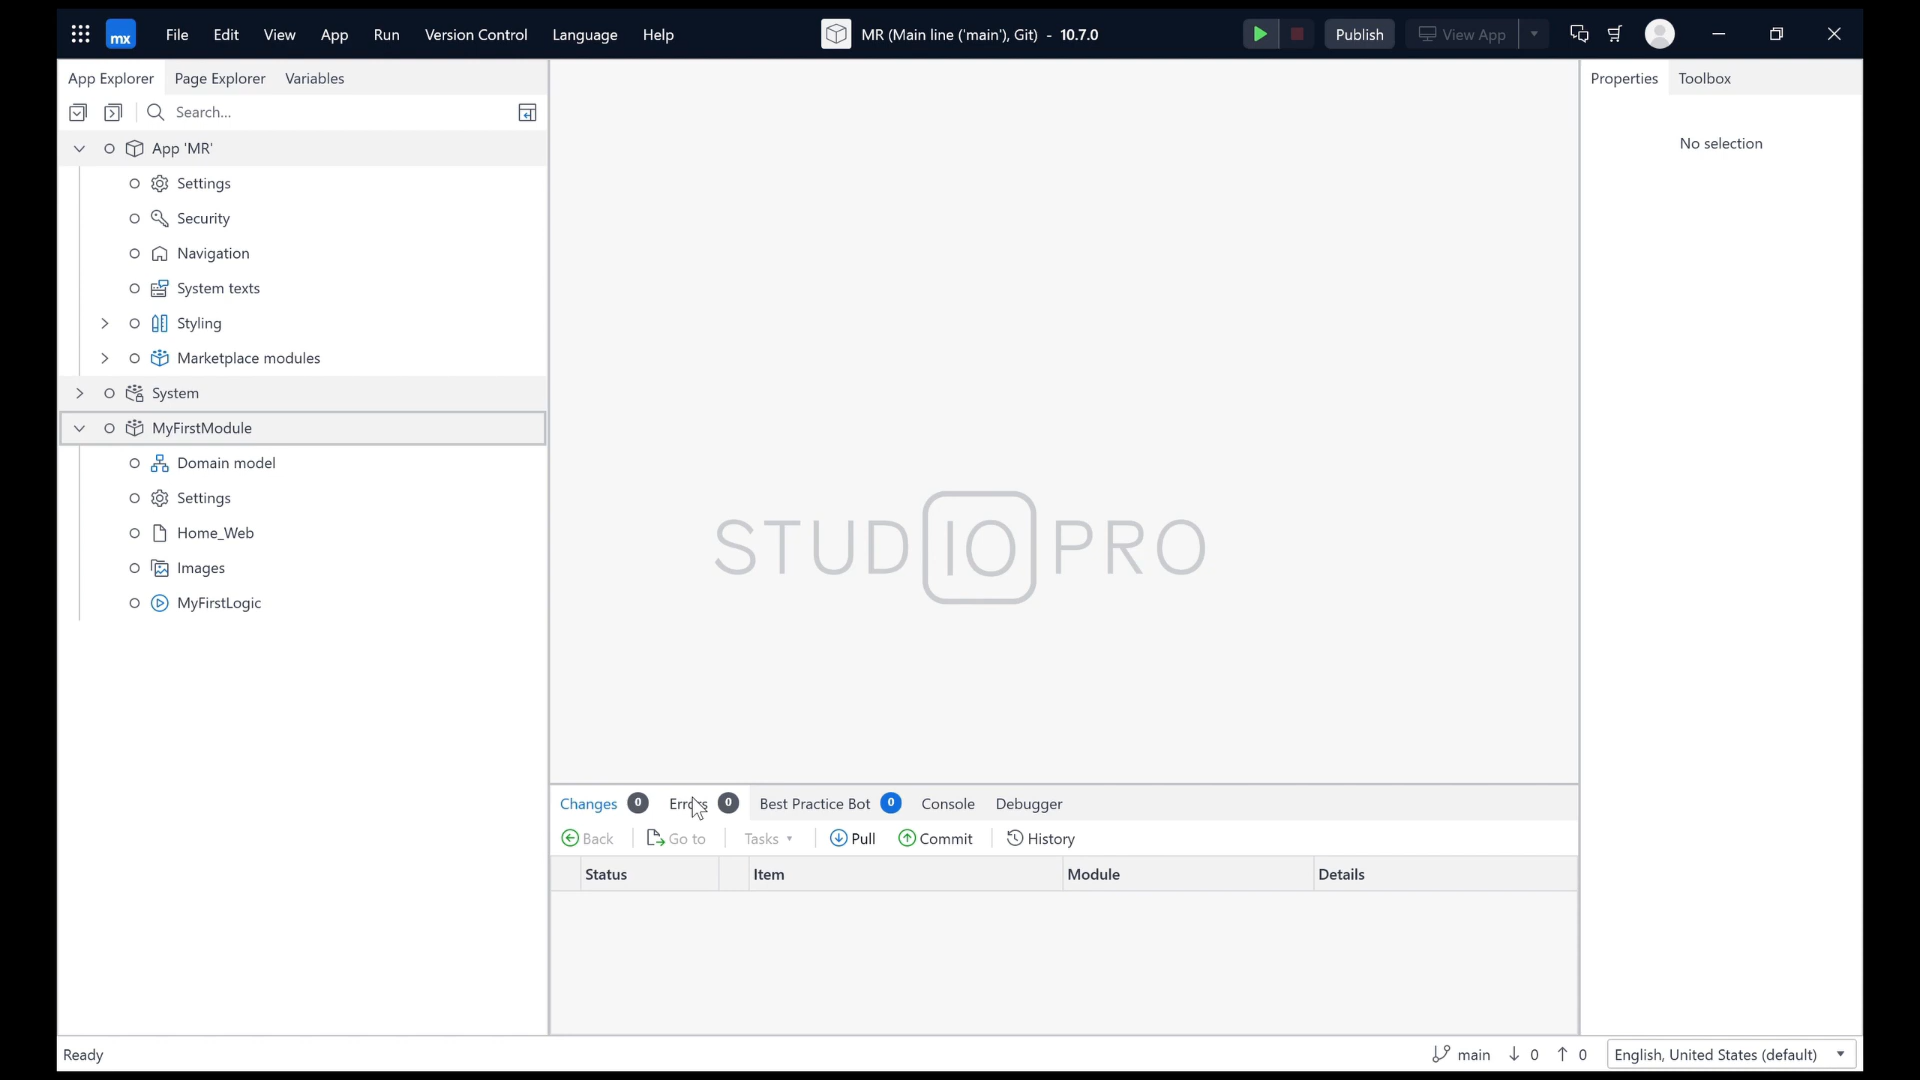 mx File Edit View App Run Version Control Language Help MR (Main line ('main'), Git) - 10.7.0 Publish View App
App Explorer Page Explorer Variables Properties Toolbox
Search...
No selection
App 'MR'
Settings
Security
Navigation
System texts
Styling
Marketplace modules
System
MyFirstModule
Domain model
Settings
Home_Web
Images
MyFirstLogic
STUDIO PRO
Changes 0 Errors 0 Best Practice Bot 0 Console Debugger
Back Go to Tasks Pull Commit History
Status Item Module Details
Ready main 0 0 English, United States (default)